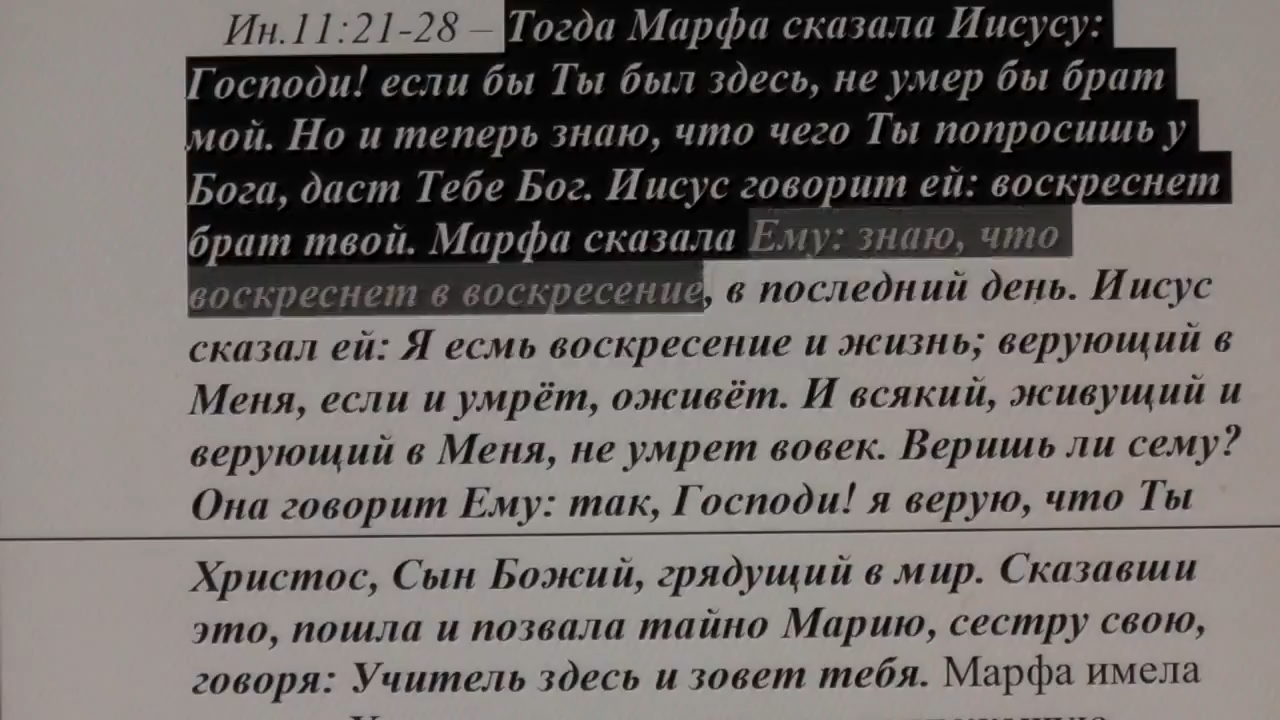 Ин.11:21-28 – Тогда Марфа сказала Иисусу:
Господи! если бы Ты был здесь, не умер бы брат
мой. Но и теперь знаю, что чего Ты попросишь у
Бога, даст Тебе Бог. Иисус говорит ей: воскреснет
брат твой. Марфа сказала Ему: знаю, что
воскреснет в воскресение, в последний день. Иисус
сказал ей: Я есмь воскресение и жизнь; верующий в
Меня, если и умрёт, оживёт. И всякий, живущий и
верующий в Меня, не умрет вовек. Веришь ли сему?
Она говорит Ему: так, Господи! я верую, что Ты
Христос, Сын Божий, грядущий в мир. Сказавши
это, пошла и позвала тайно Марию, сестру свою,
говоря: Учитель здесь и зовет тебя. Марфа имела